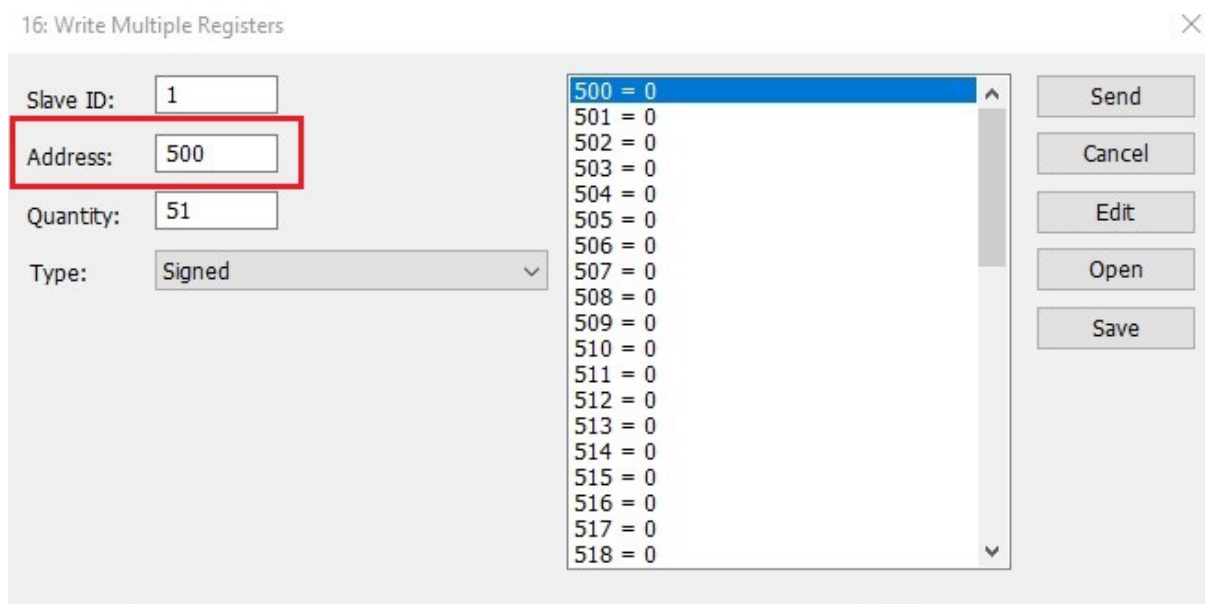 16: Write Multiple Registers
Slave ID: 1
Address: 500
Quantity: 51
Type: Signed
500 = 0
501 = 0
502 = 0
503 = 0
504 = 0
505 = 0
506 = 0
507 = 0
508 = 0
509 = 0
510 = 0
511 = 0
512 = 0
513 = 0
514 = 0
515 = 0
516 = 0
517 = 0
518 = 0
Send
Cancel
Edit
Open
Save